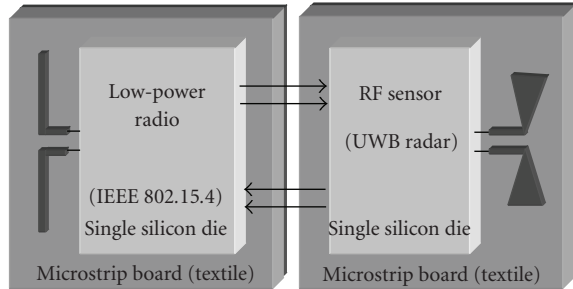 Low-power
radio
(IEEE 802.15.4)
Single silicon die
Microstrip board (textile)
RF sensor
(UWB radar)
Single silicon die
Microstrip board (textile)